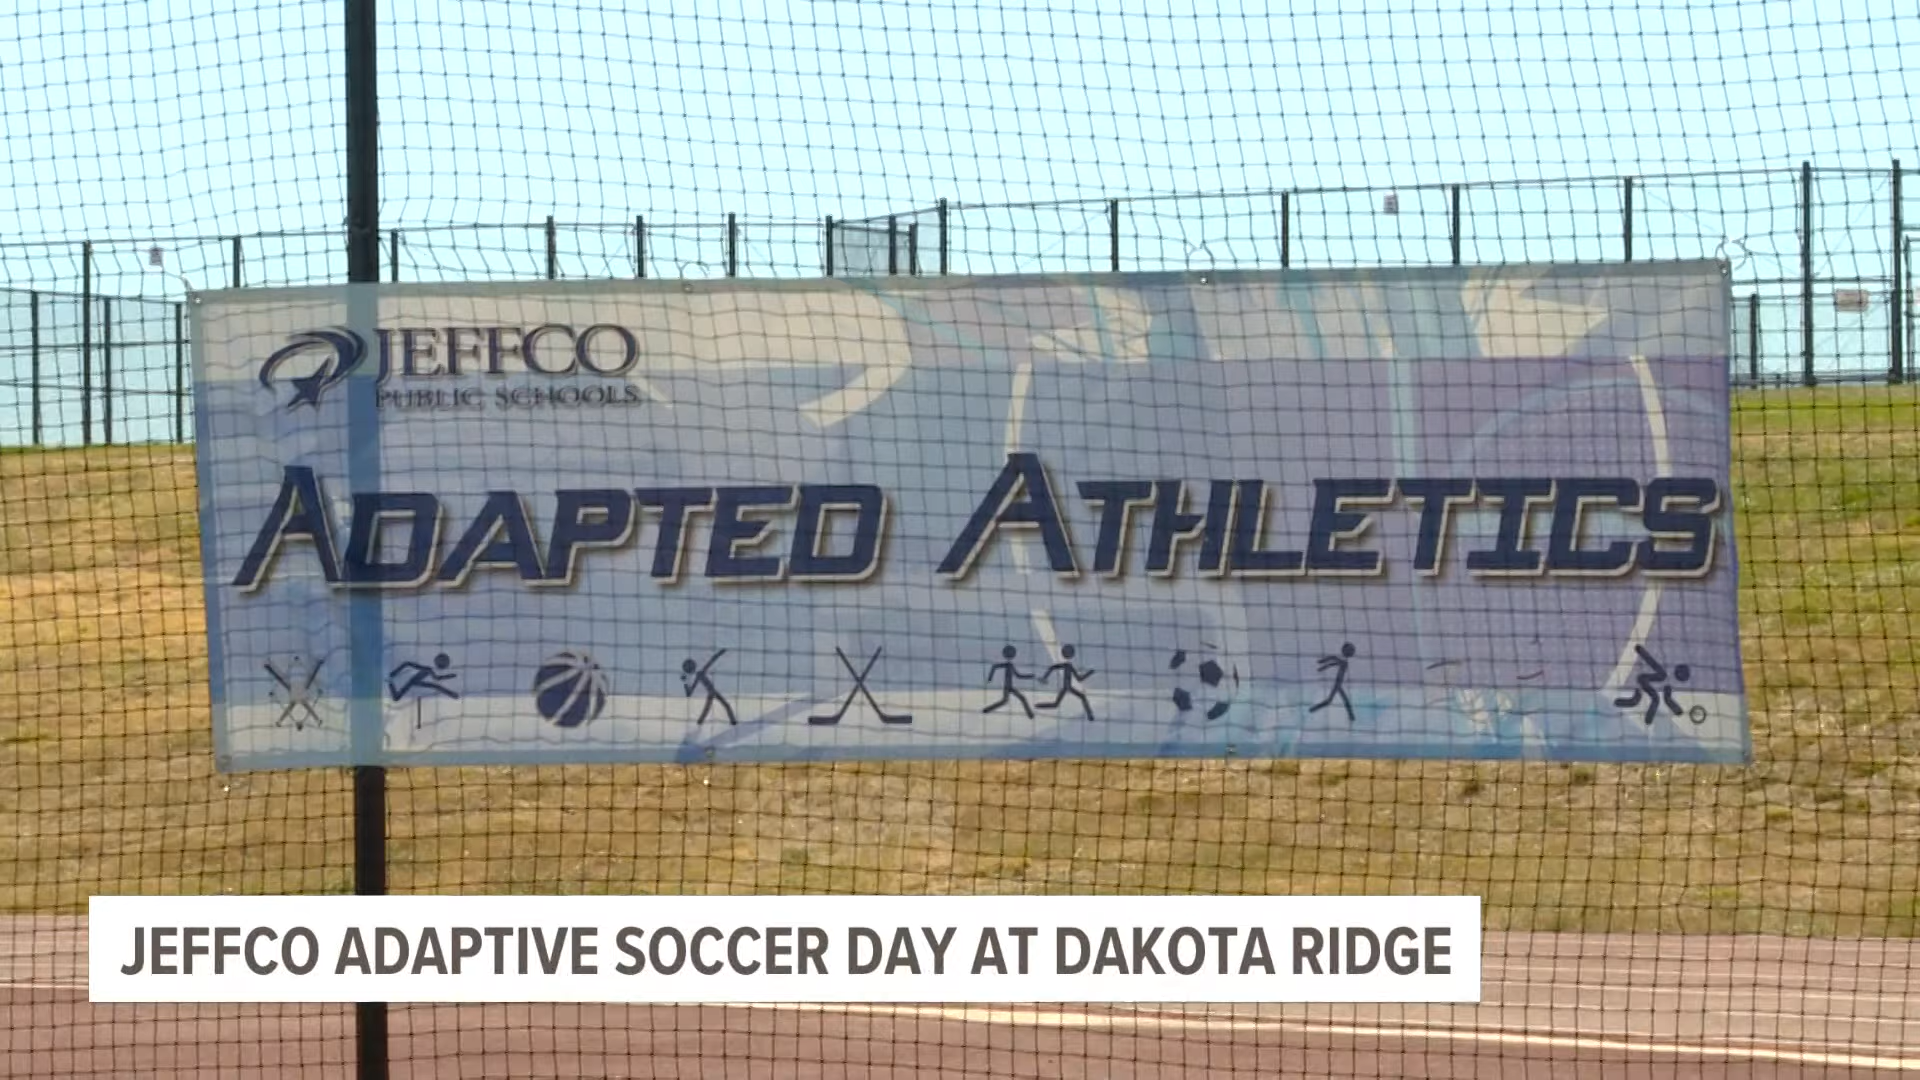 JEFFCO
PUBLIC SCHOOLS
ADAPTED ATHLETICS
JEFFCO ADAPTIVE SOCCER DAY AT DAKOTA RIDGE